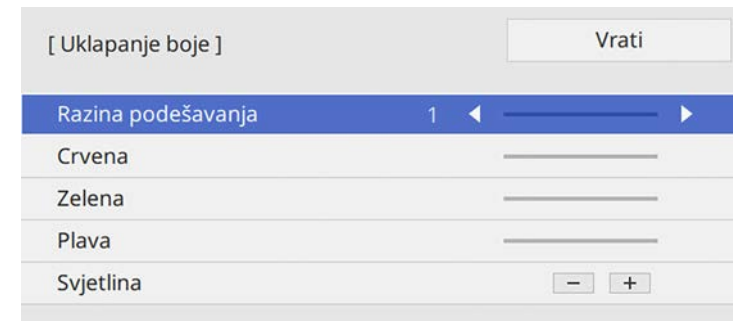 [ Uklapanje boje ] Vrati
Razina podešavanja 1
Crvena
Zelena
Plava
Svjetlina − +